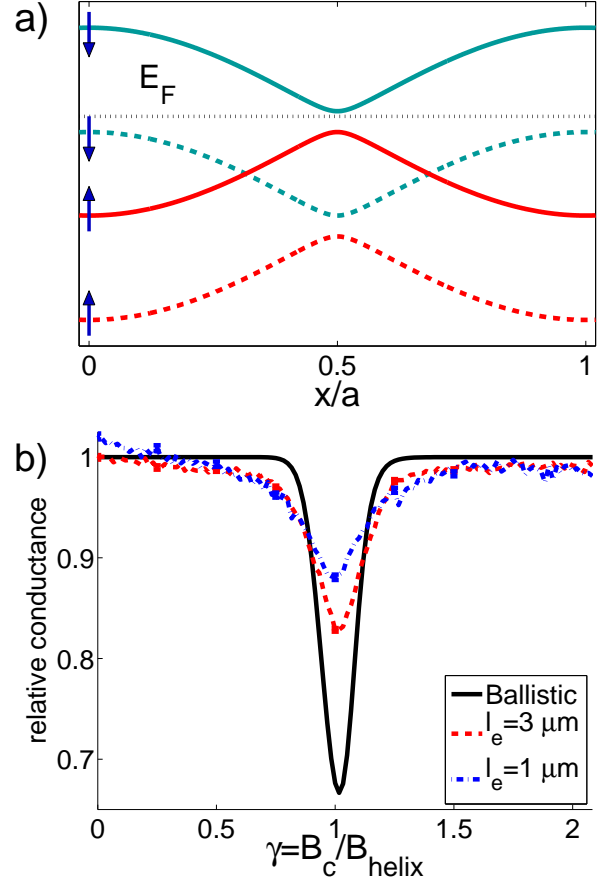 a)
E_F
0 0.5 1
x/a
b)
1
0.9
0.8
0.7
relative conductance
Ballistic
l_e=3 μm
l_e=1 μm
0 0.5 1 1.5 2
γ=B_c/B_helix